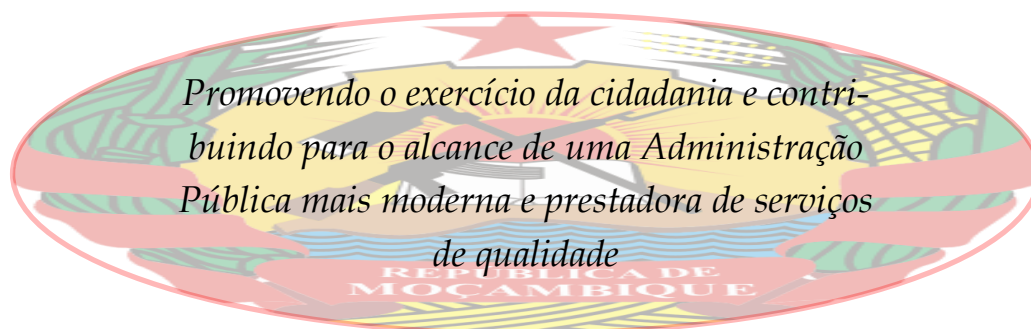 Promovendo o exercício da cidadania e contri-
buindo para o alcance de uma Administração
Pública mais moderna e prestadora de serviços
de qualidade
REPÚBLICA DE
MOÇAMBIQUE